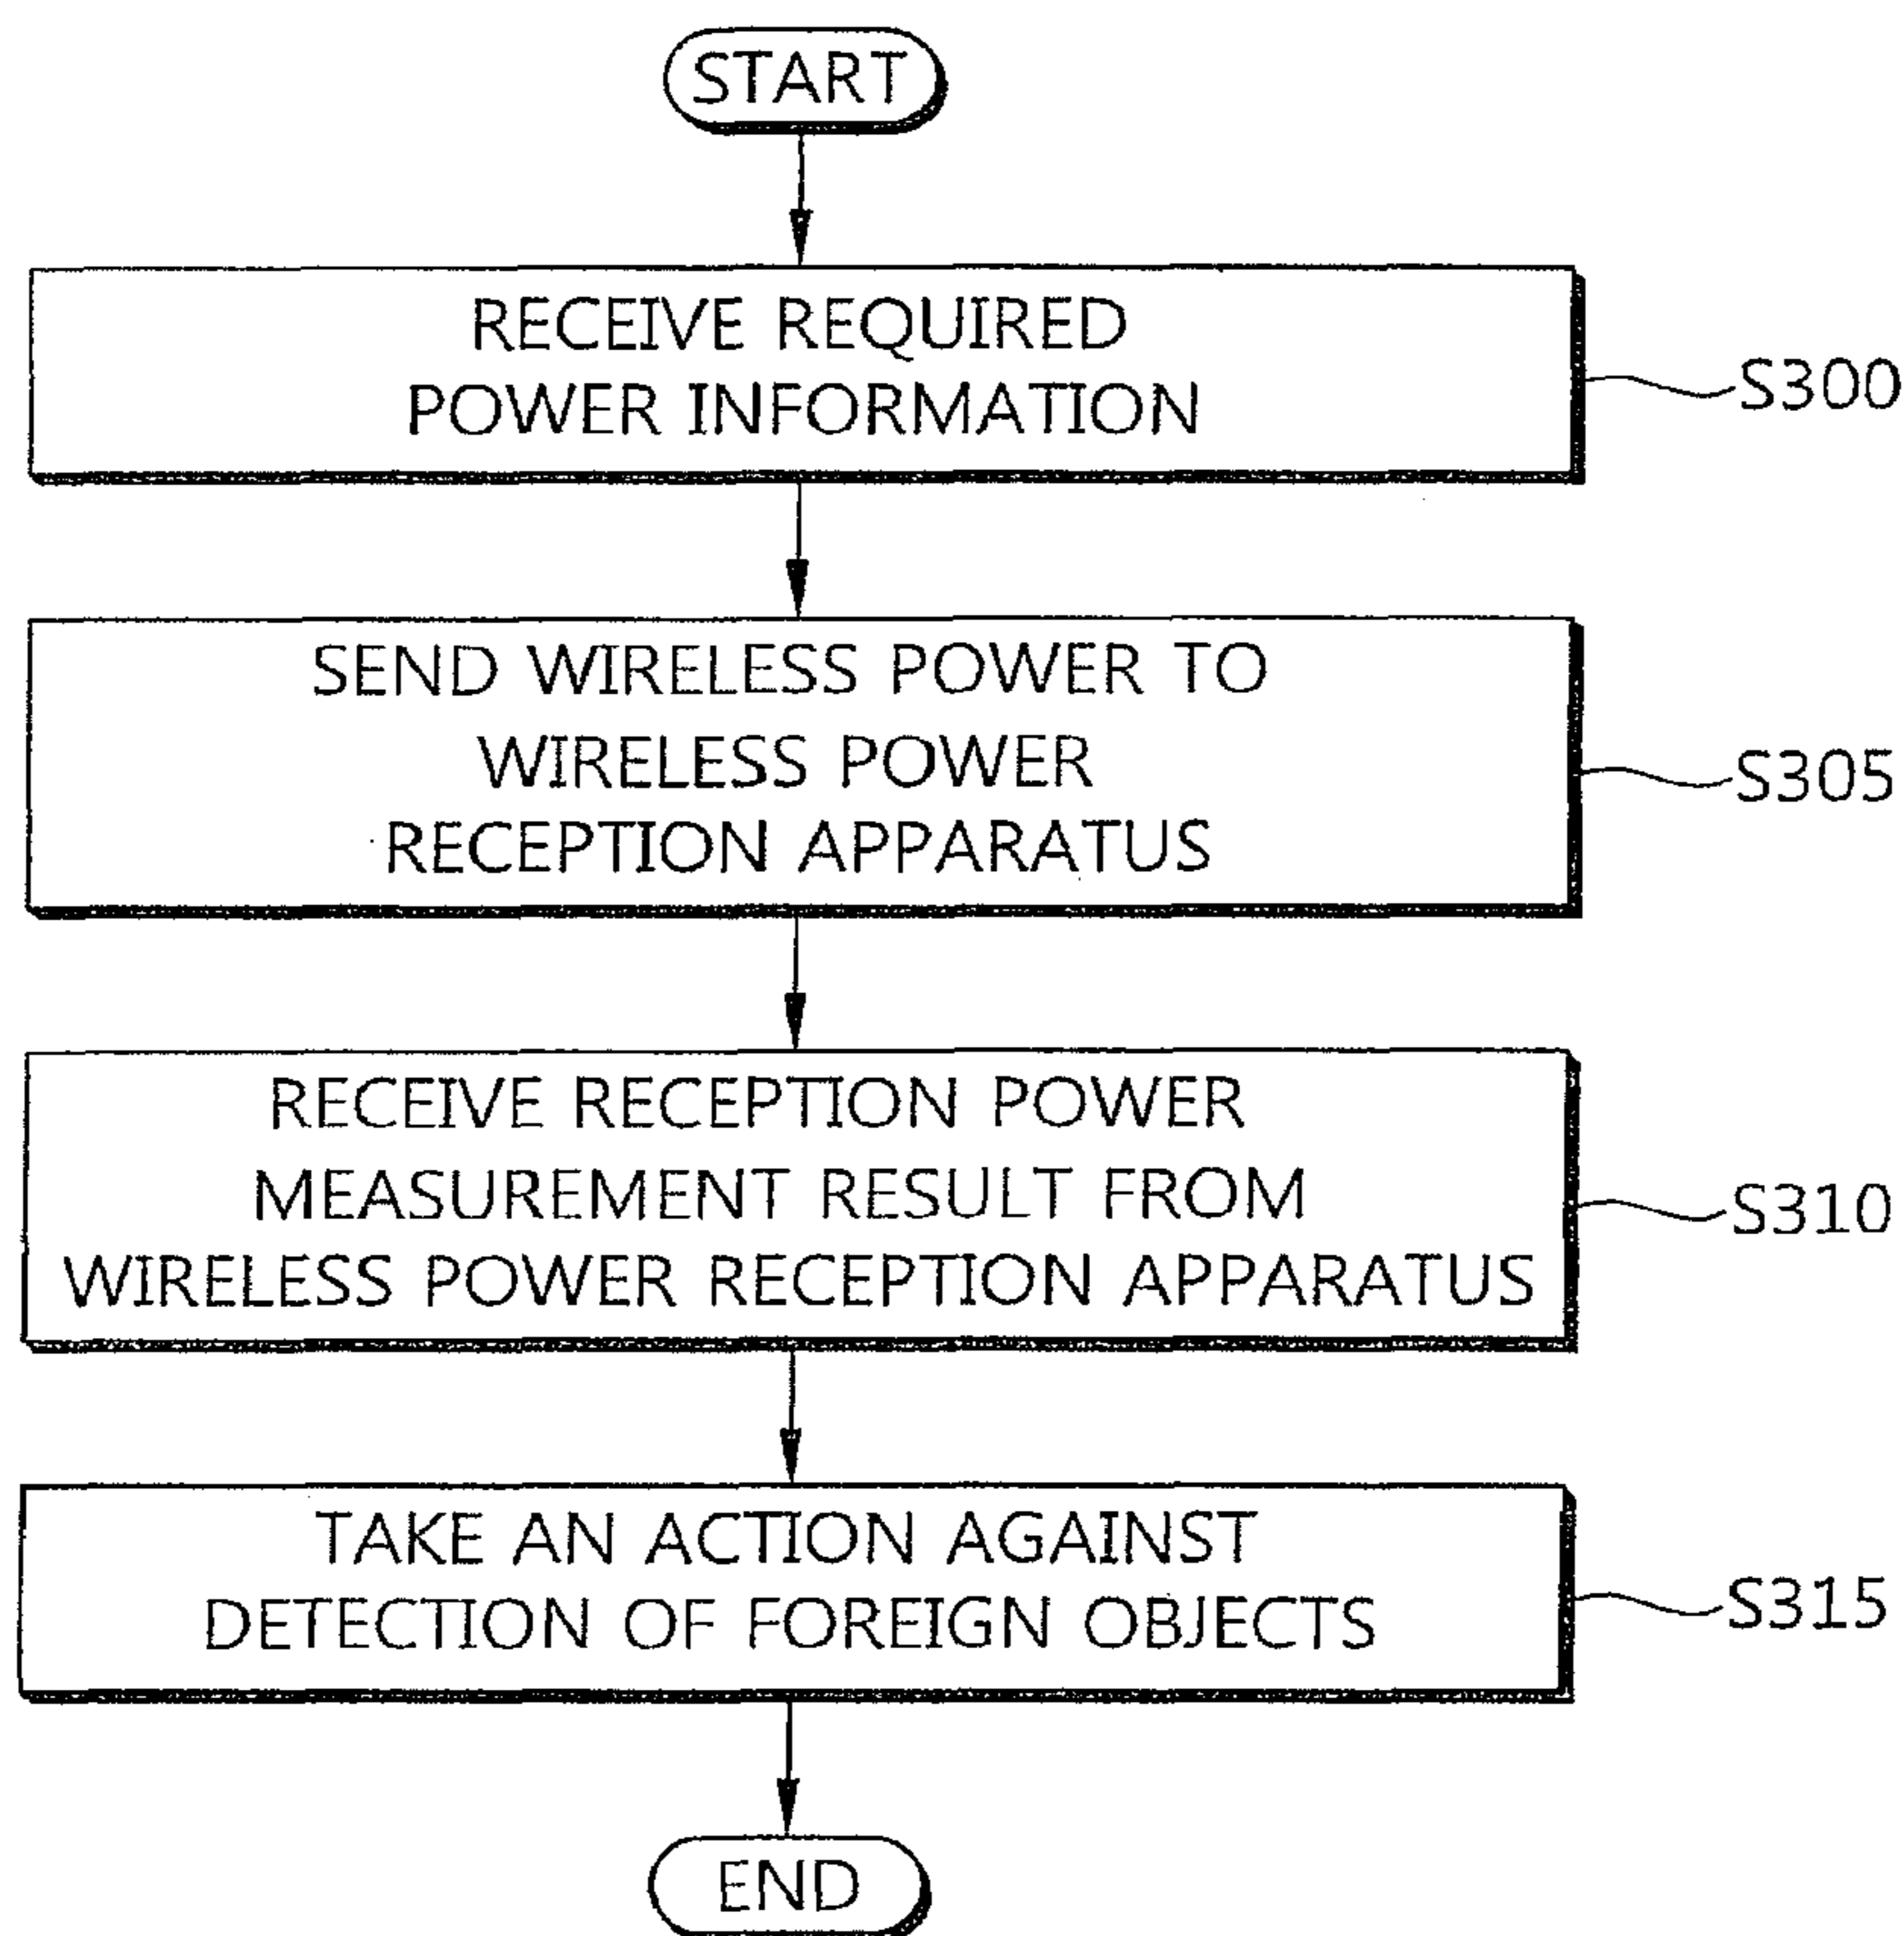 START
RECEIVE REQUIRED
POWER INFORMATION
S300
SEND WIRELESS POWER TO
WIRELESS POWER
RECEPTION APPARATUS
S305
RECEIVE RECEPTION POWER
MEASUREMENT RESULT FROM
WIRELESS POWER RECEPTION APPARATUS
S310
TAKE AN ACTION AGAINST
DETECTION OF FOREIGN OBJECTS
S315
END